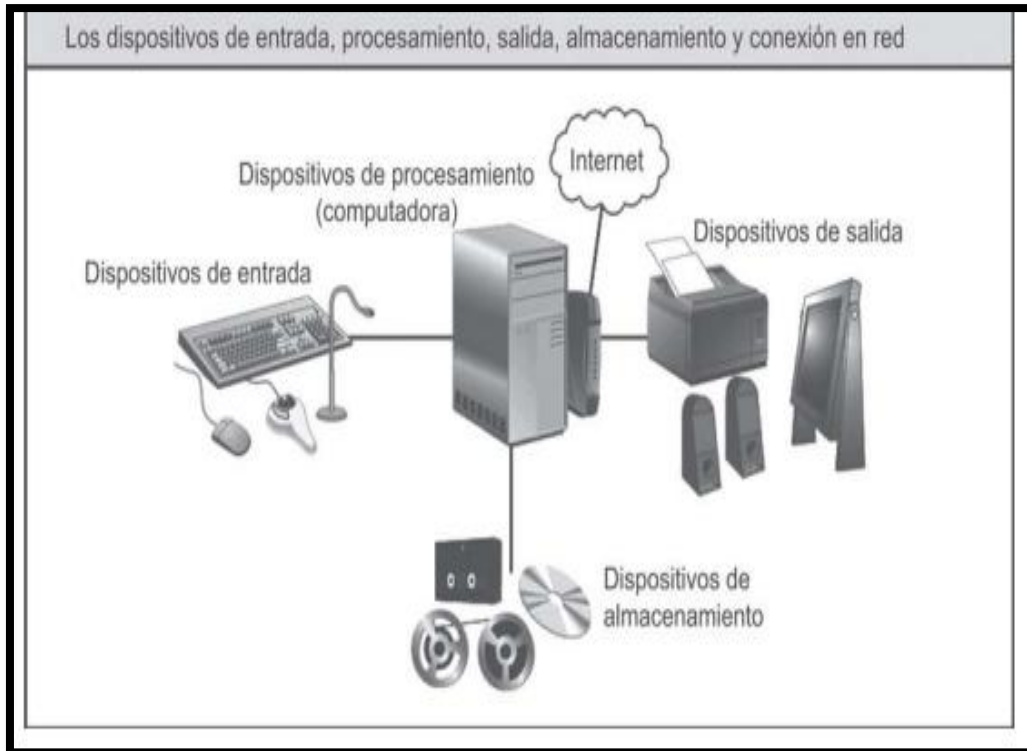 Los dispositivos de entrada, procesamiento, salida, almacenamiento y conexión en red
Internet
Dispositivos de procesamiento
(computadora)
Dispositivos de salida
Dispositivos de entrada
Dispositivos de
almacenamiento